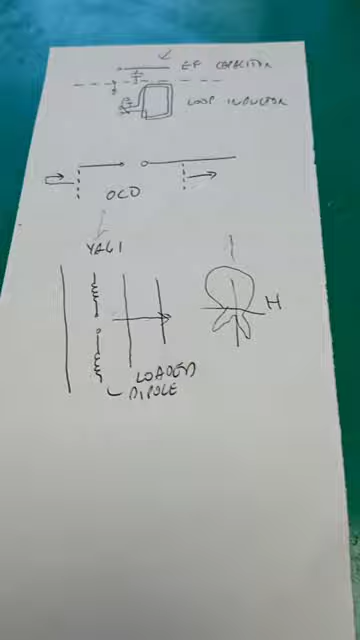 EF CAPACITOR
LOOP INDUCTOR
OCD
YAGI
H
LOADED
DIPOLE